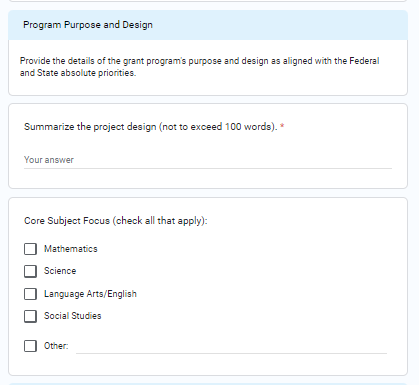 Program Purpose and Design
Provide the details of the grant program's purpose and design as aligned with the Federal
and State absolute priorities.
Summarize the project design (not to exceed 100 words). *
Your answer
Core Subject Focus (check all that apply):
Mathematics
Science
Language Arts/English
Social Studies
Other: